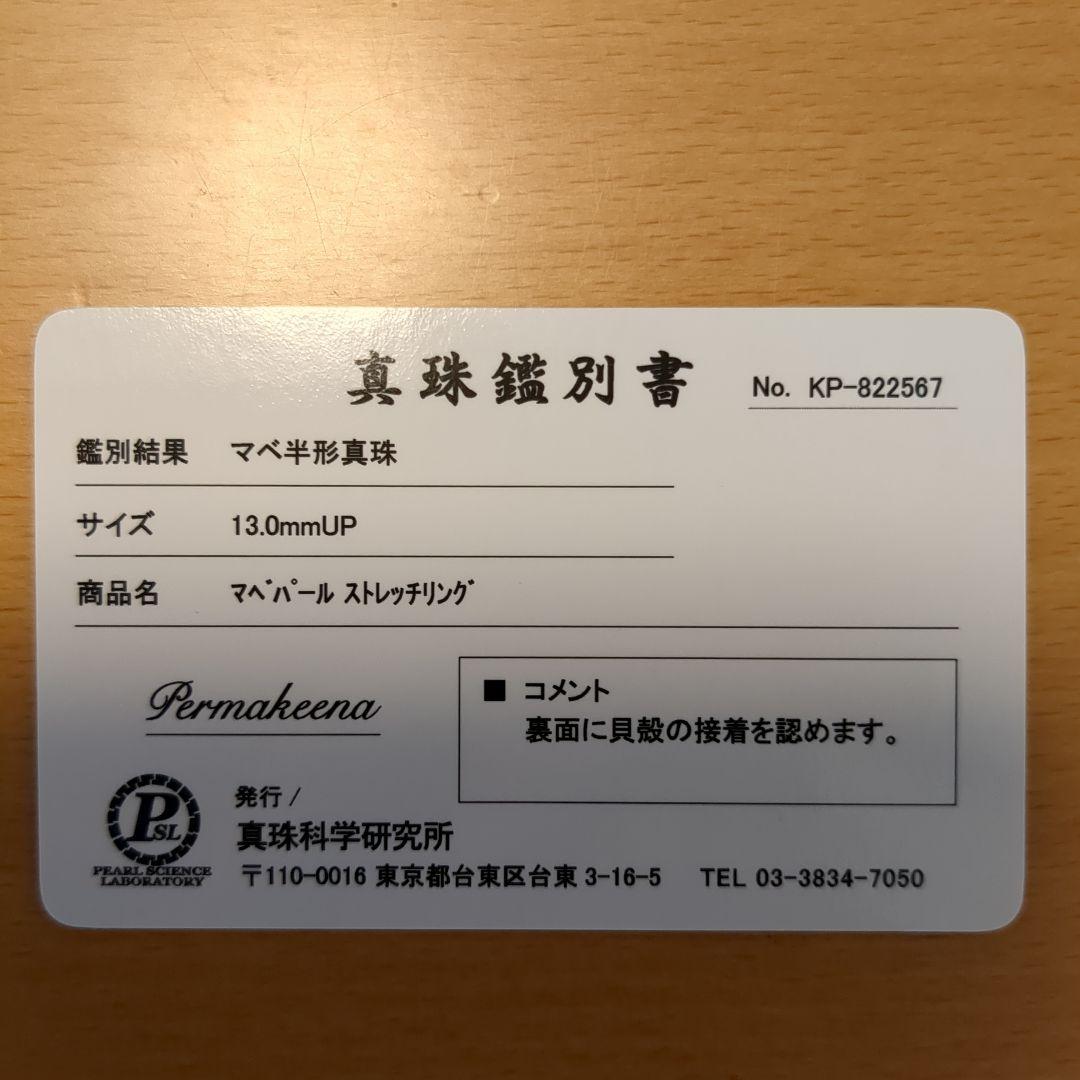 真珠鑑別書
No. KP-822567
鑑別結果 マベ半形真珠
サイズ 13.0mmUP
商品名 マベパール ストレッチリング
Permakeena
■ コメント
裏面に貝殻の接着を認めます。
PSL
PEARL SCIENCE
LABORATORY
発行 /
真珠科学研究所
〒110-0016 東京都台東区台東 3-16-5 TEL 03-3834-7050